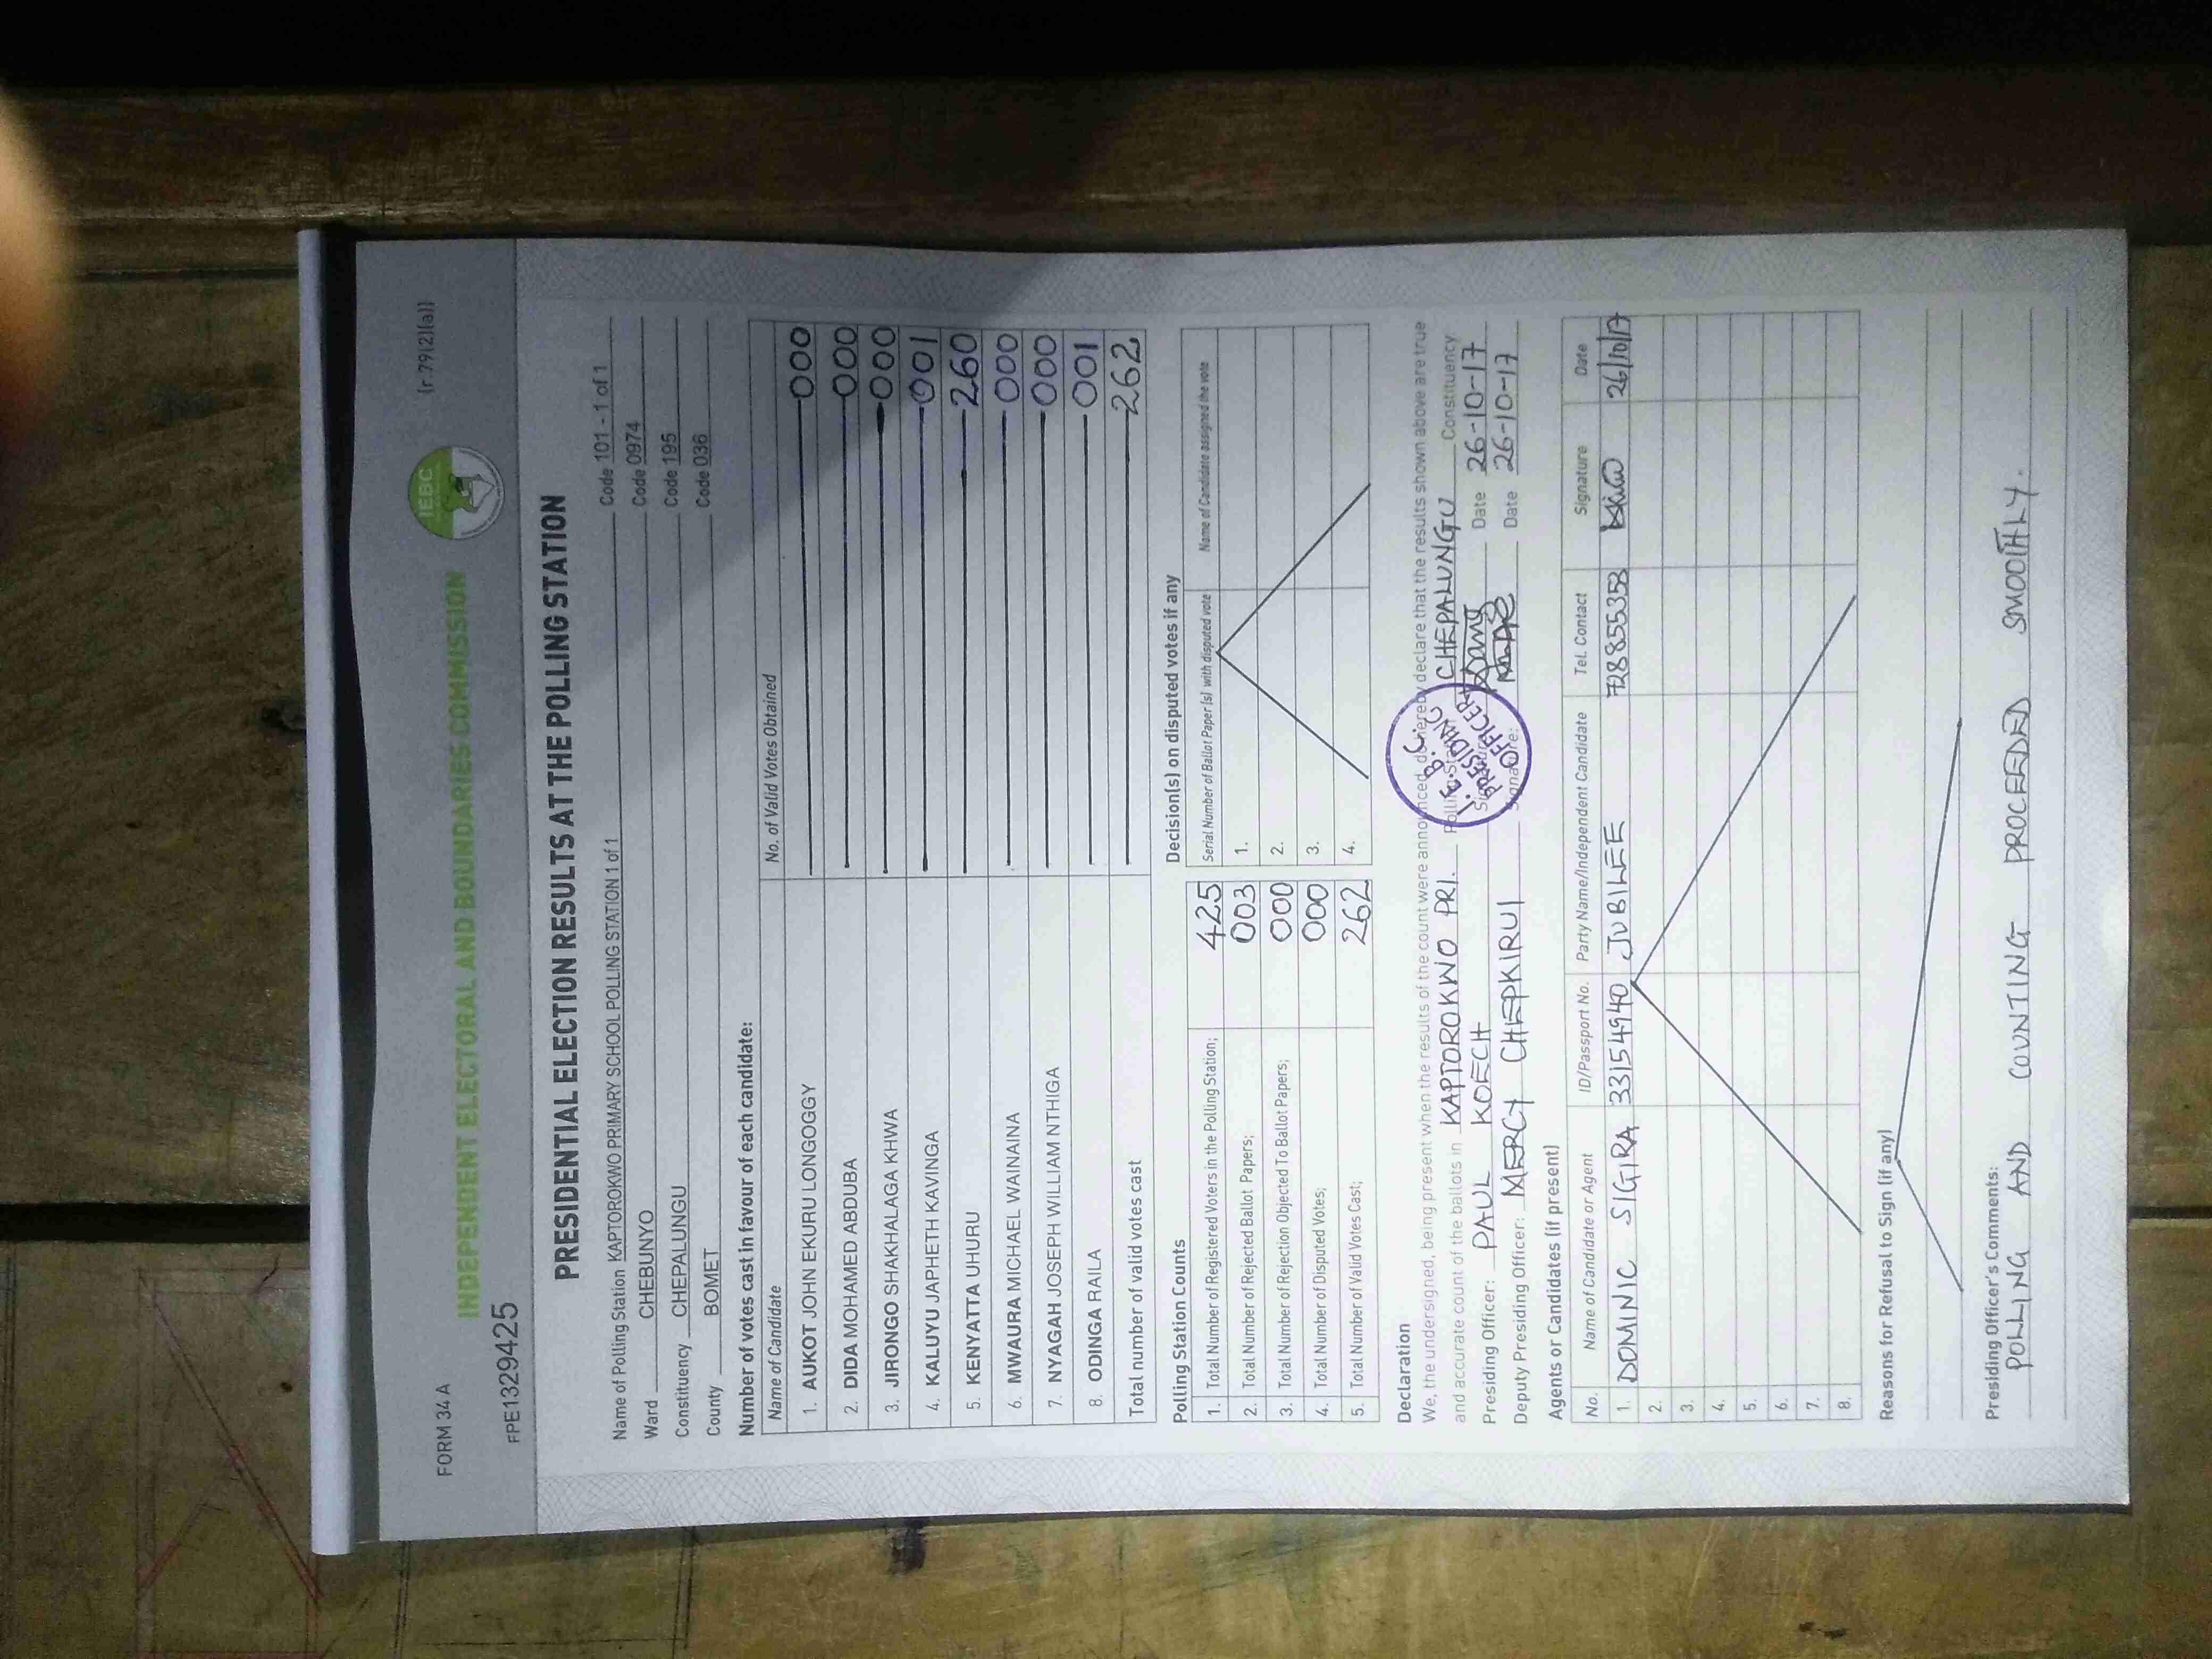 FORM 34 A
(r.79(2)(a))
INDEPENDENT ELECTORAL AND BOUNDARIES COMMISSION
IEBC
FPE1329425
PRESIDENTIAL ELECTION RESULTS AT THE POLLING STATION
Name of Polling Station KAPTOROKWO PRIMARY SCHOOL POLLING STATION 1 of 1 Code 101 - 1 of 1
Ward CHEBUNYO Code 0974
Constituency CHEPALUNGU Code 195
County BOMET Code 036
Number of votes cast in favour of each candidate:
Name of Candidate No. of Valid Votes Obtained
1. AUKOT JOHN EKURU LONGOGGY 000
2. DIDA MOHAMED ABDUBA 000
3. JIRONGO SHAKHALAGA KHWA 000
4. KALUYU JAPHETH KAVINGA 001
5. KENYATTA UHURU 260
6. MWAURA MICHAEL WAINAINA 000
7. NYAGAH JOSEPH WILLIAM NTHIGA 000
8. ODINGA RAILA 001
Total number of valid votes cast 262
Polling Station Counts
1. Total Number of Registered Voters in the Polling Station; 425
2. Total Number of Rejected Ballot Papers; 003
3. Total Number of Rejection Objected To Ballot Papers; 000
4. Total Number of Disputed Votes; 000
5. Total Number of Valid Votes Cast; 262
Decision(s) on disputed votes if any
Serial Number of Ballot Paper (s) with disputed vote Name of Candidate assigned the vote
1.
2.
3.
4.
Declaration
We, the undersigned, being present when the results of the count were announced, do hereby declare that the results shown above are true
and accurate count of the ballots in KAPTOROKWO PRI. Polling Station CHEPALUNGU Constituency
Presiding Officer: PAUL KOECH Signature: Date 26-10-17
Deputy Presiding Officer: MERCY CHEPKIRUI Signature: Date 26-10-17
I.E.B.C
PRESIDING
OFFICER
Agents or Candidates (if present)
No. Name of Candidate or Agent ID/Passport No. Party Name/Independent Candidate Tel. Contact Signature Date
1. DOMINIC SIGIRA 33154940 JUBILEE 728855353 26/10/17
2.
3.
4.
5.
6.
7.
8.
Reasons for Refusal to Sign (if any)
Presiding Officer's Comments:
POLLING AND COUNTING PROCEEDED SMOOTHLY.